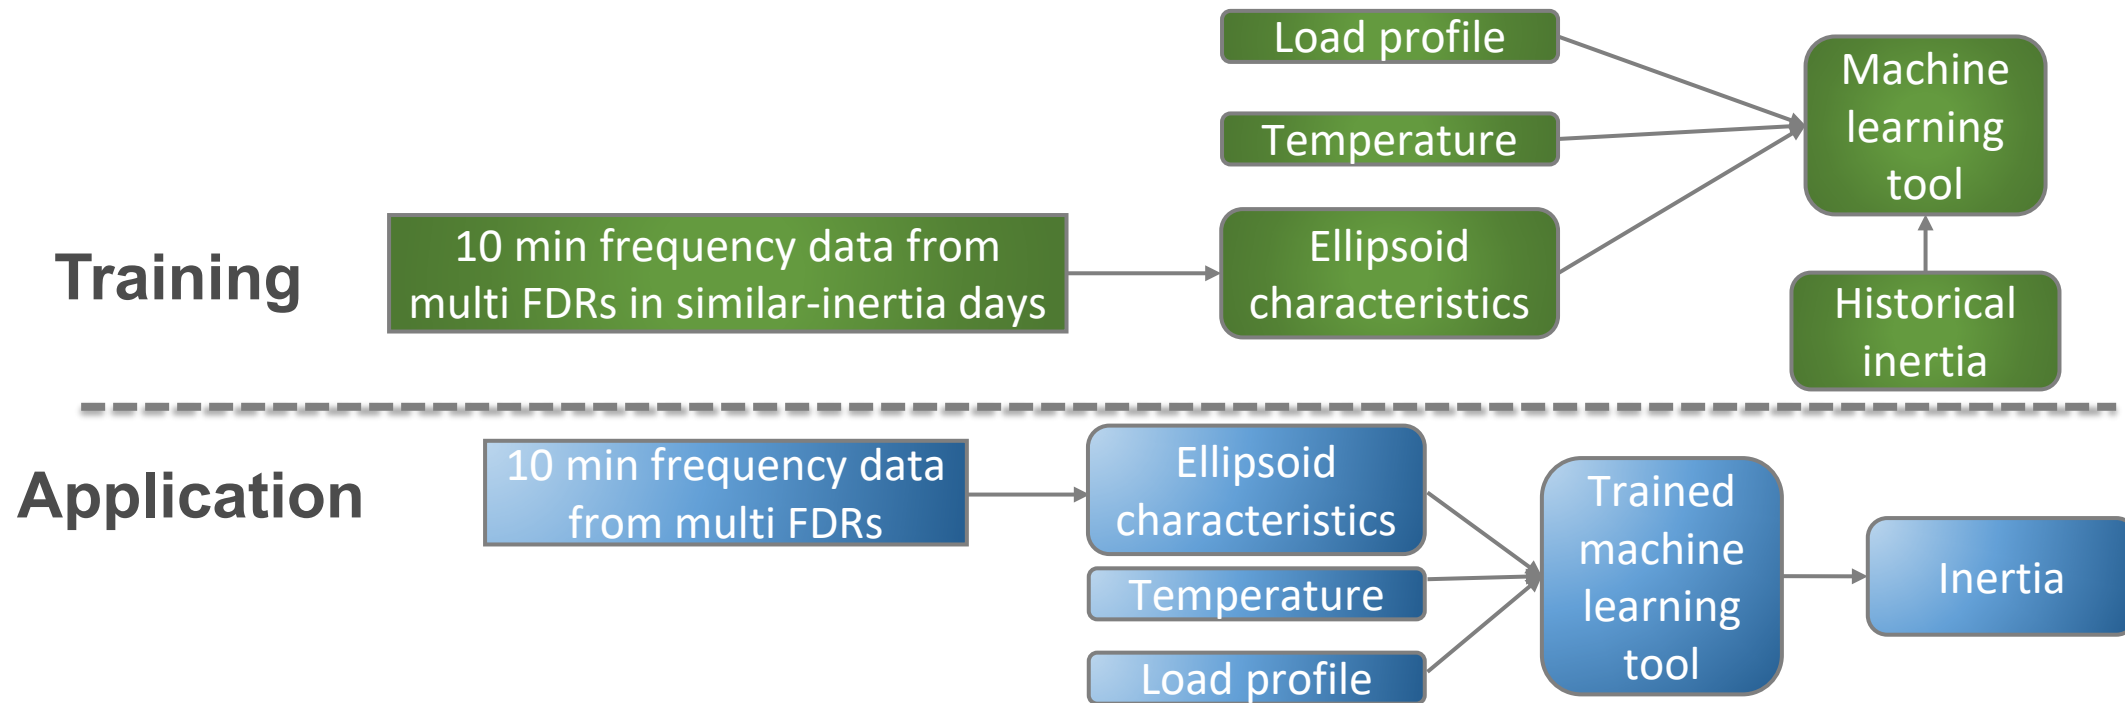 Training
10 min frequency data from
multi FDRs in similar-inertia days
Load profile
Temperature
Ellipsoid
characteristics
Machine
learning
tool
Historical
inertia
Application
10 min frequency data
from multi FDRs
Ellipsoid
characteristics
Temperature
Load profile
Trained
machine
learning
tool
Inertia